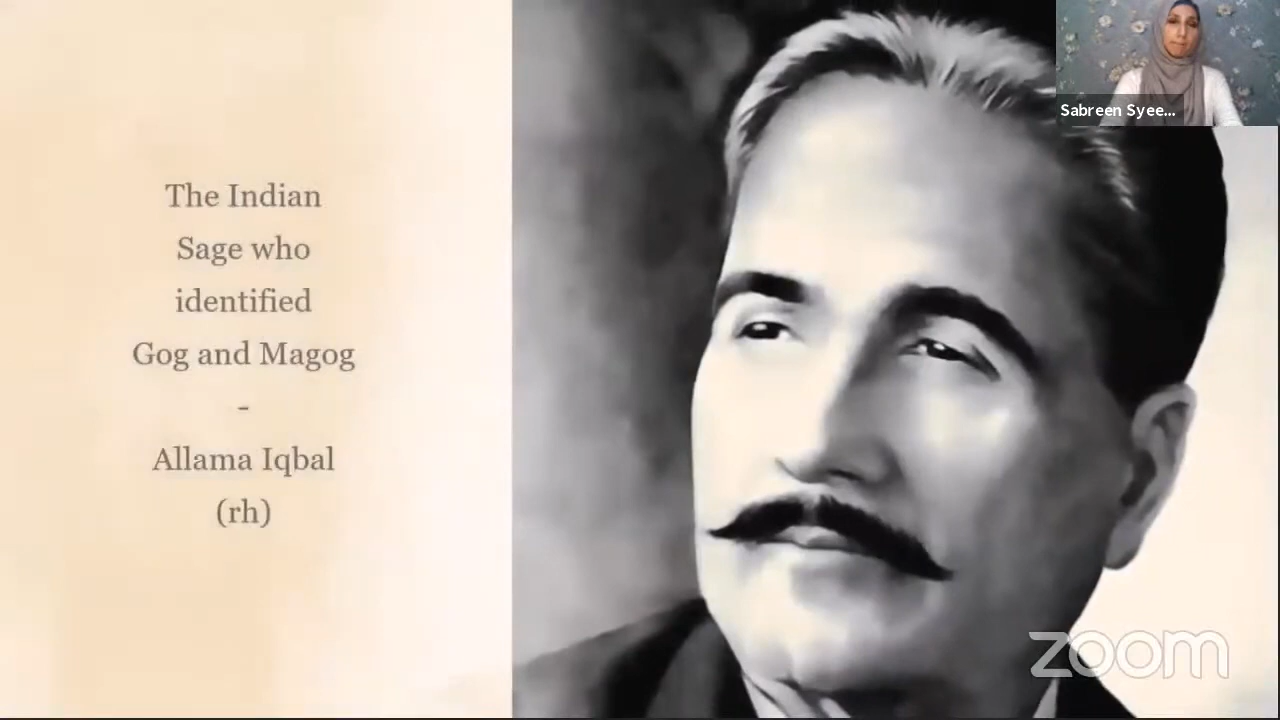 The Indian
Sage who
identified
Gog and Magog
-
Allama Iqbal
(rh)
Sabreen Syee...
zoom